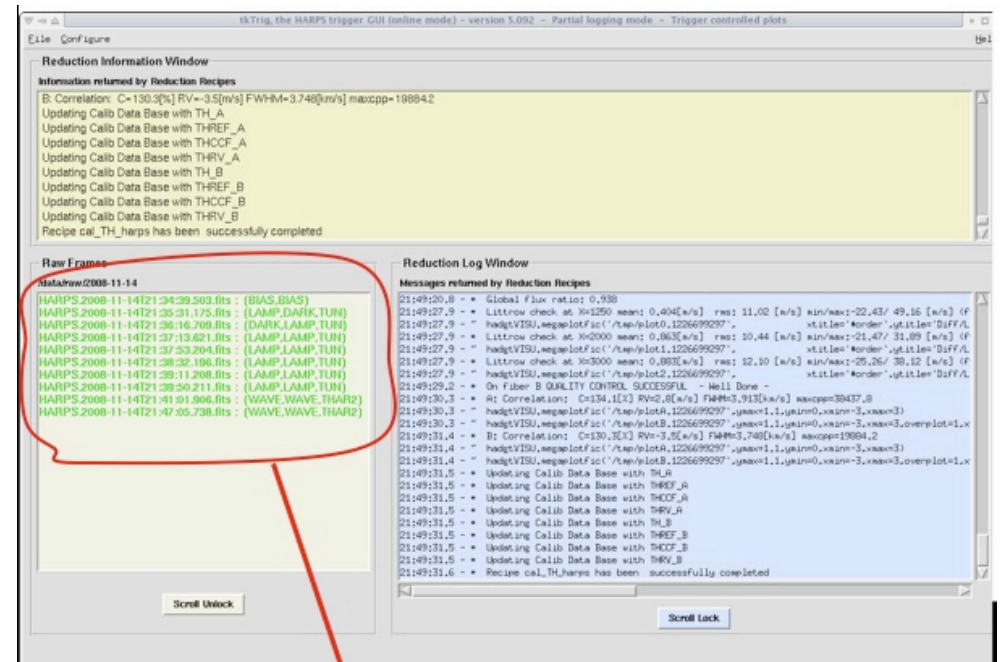 tkTrig, the HARPS trigger GUI (online mode) - version 5.092 - Partial logging mode - Trigger controlled plots
File Configure Hel
Reduction Information Window
Information returned by Reduction Recipes
B: Correlation: C=130.3[%] RV=-3.5[m/s] FWHM=3.748[km/s] maxcpp=19884.2
Updating Calib Data Base with TH_A
Updating Calib Data Base with THREF_A
Updating Calib Data Base with THCCF_A
Updating Calib Data Base with THRV_A
Updating Calib Data Base with TH_B
Updating Calib Data Base with THREF_B
Updating Calib Data Base with THCCF_B
Updating Calib Data Base with THRV_B
Recipe cal_TH_harps has been successfully completed
Raw Frames
/data/raw/2008-11-14
HARPS.2008-11-14T21:34:39.503.fits : (BIAS,BIAS)
HARPS.2008-11-14T21:35:31.175.fits : (LAMP,DARK,TUN)
HARPS.2008-11-14T21:36:16.709.fits : (DARK,LAMP,TUN)
HARPS.2008-11-14T21:37:13.621.fits : (LAMP,LAMP,TUN)
HARPS.2008-11-14T21:37:53.204.fits : (LAMP,LAMP,TUN)
HARPS.2008-11-14T21:38:32.196.fits : (LAMP,LAMP,TUN)
HARPS.2008-11-14T21:39:11.208.fits : (LAMP,LAMP,TUN)
HARPS.2008-11-14T21:39:50.211.fits : (LAMP,LAMP,TUN)
HARPS.2008-11-14T21:41:01.906.fits : (WAVE,WAVE,THAR2)
HARPS.2008-11-14T21:47:05.738.fits : (WAVE,WAVE,THAR2)
Scroll Unlock
Reduction Log Window
Messages returned by Reduction Recipes
21:49:20.8 - * Global flux ratio: 0.938
21:49:27.9 - * Littrow check at X=1250 mean: 0.404[m/s] rms: 11.02 [m/s] min/max:-22.43/ 49.16 [m/s] (f
21:49:27.9 - ~ hadgtVISU,megaplotfic('/tmp/plot0.1226699297', xtitle='#order',ytitle='Diff/L
21:49:27.9 - * Littrow check at X=2000 mean: 0.063[m/s] rms: 10.44 [m/s] min/max:-21.47/ 31.89 [m/s] (f
21:49:27.9 - ~ hadgtVISU,megaplotfic('/tmp/plot1.1226699297', xtitle='#order',ytitle='Diff/L
21:49:27.9 - * Littrow check at X=3000 mean: 0.083[m/s] rms: 12.10 [m/s] min/max:-25.26/ 38.12 [m/s] (f
21:49:27.9 - ~ hadgtVISU,megaplotfic('/tmp/plot2.1226699297', xtitle='#order',ytitle='Diff/L
21:49:29.2 - * On fiber B QUALITY CONTROL SUCCESSFUL - Well Done -
21:49:30.3 - * A: Correlation: C=134.1[%] RV=2.8[m/s] FWHM=3.913[km/s] maxcpp=38437.8
21:49:30.3 - ~ hadgtVISU,megaplotfic('/tmp/plotA.1226699297',ymax=1.1,ymin=0,xmin=-3,xmax=3)
21:49:30.3 - ~ hadgtVISU,megaplotfic('/tmp/plotB.1226699297',ymax=1.1,ymin=0,xmin=-3,xmax=3,overplot=1,x
21:49:31.4 - * B: Correlation: C=130.3[%] RV=-3.5[m/s] FWHM=3.748[km/s] maxcpp=19884.2
21:49:31.4 - ~ hadgtVISU,megaplotfic('/tmp/plotA.1226699297',ymax=1.1,ymin=0,xmin=-3,xmax=3)
21:49:31.4 - ~ hadgtVISU,megaplotfic('/tmp/plotB.1226699297',ymax=1.1,ymin=0,xmin=-3,xmax=3,overplot=1,x
21:49:31.5 - * Updating Calib Data Base with TH_A
21:49:31.5 - * Updating Calib Data Base with THREF_A
21:49:31.5 - * Updating Calib Data Base with THCCF_A
21:49:31.5 - * Updating Calib Data Base with THRV_A
21:49:31.5 - * Updating Calib Data Base with TH_B
21:49:31.5 - * Updating Calib Data Base with THREF_B
21:49:31.5 - * Updating Calib Data Base with THCCF_B
21:49:31.5 - * Updating Calib Data Base with THRV_B
21:49:31.6 - * Recipe cal_TH_harps has been successfully completed
Scroll Lock